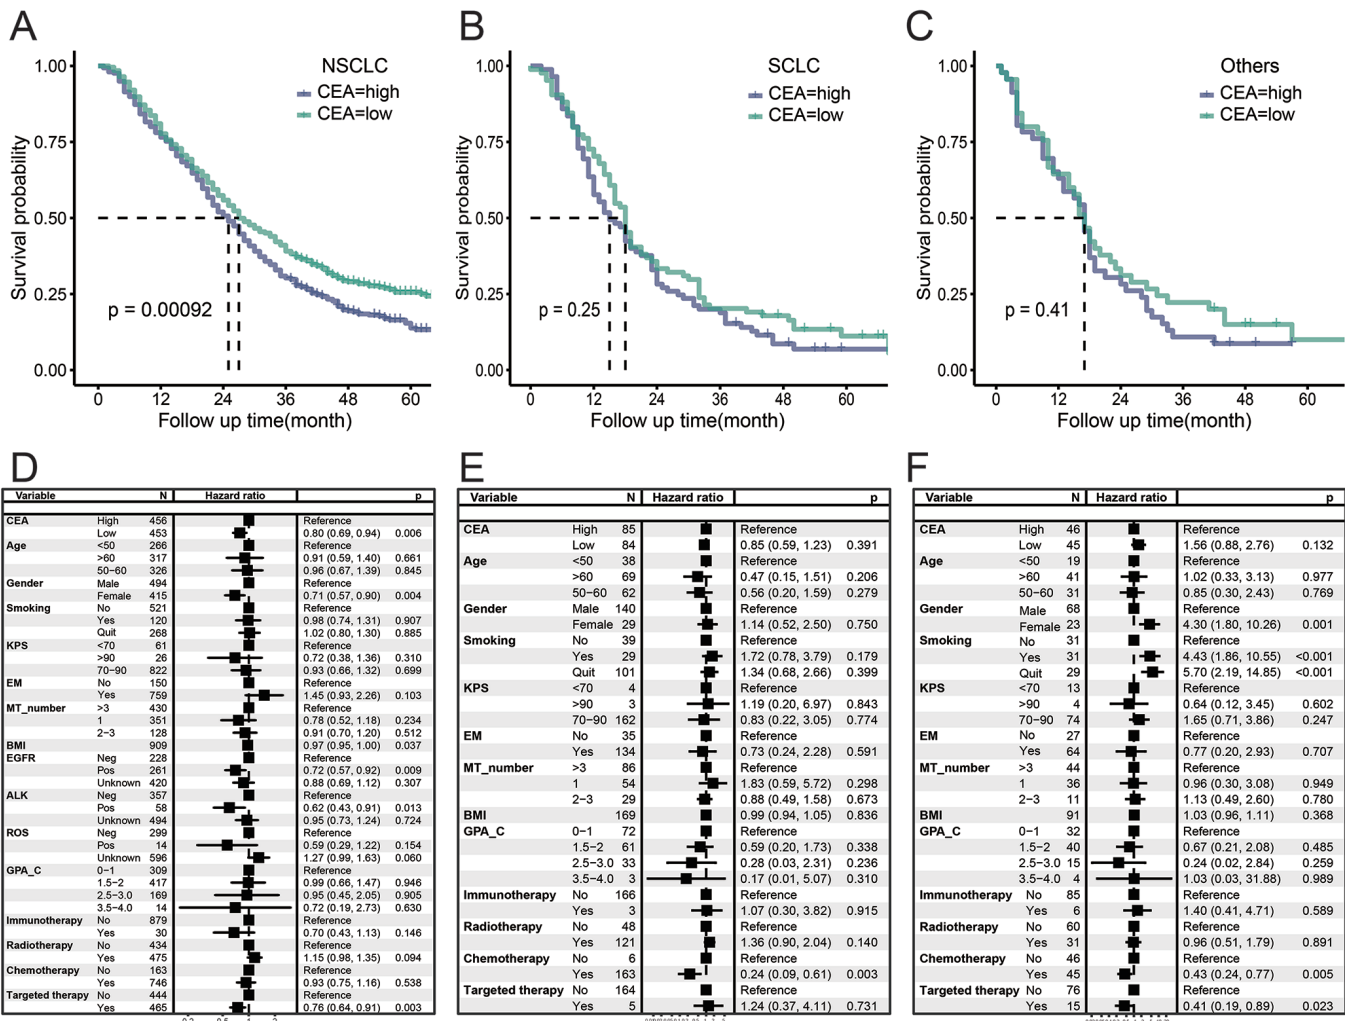 A
B
C
NSCLC
CEA=high
CEA=low
1.00
0.75
0.50
0.25
0.00
Survival probability
p = 0.00092
0 12 24 36 48 60
Follow up time(month)
SCLC
CEA=high
CEA=low
1.00
0.75
0.50
0.25
0.00
Survival probability
p = 0.25
0 12 24 36 48 60
Follow up time(month)
Others
CEA=high
CEA=low
1.00
0.75
0.50
0.25
0.00
Survival probability
p = 0.41
0 12 24 36 48 60
Follow up time(month)
D
Variable N Hazard ratio p
CEA High 456 Reference
Low 453 0.80 (0.69, 0.94) 0.006
Age <50 266 Reference
>60 317 0.91 (0.59, 1.40) 0.661
50−60 326 0.96 (0.67, 1.39) 0.845
Gender Male 494 Reference
Female 415 0.71 (0.57, 0.90) 0.004
Smoking No 521 Reference
Yes 120 0.98 (0.74, 1.31) 0.907
Quit 268 1.02 (0.80, 1.30) 0.885
KPS <70 61 Reference
>90 26 0.72 (0.38, 1.36) 0.310
70−90 822 0.93 (0.66, 1.32) 0.699
EM No 150 Reference
Yes 759 1.45 (0.93, 2.26) 0.103
MT_number >3 430 Reference
1 351 0.78 (0.52, 1.18) 0.234
2−3 128 0.91 (0.70, 1.20) 0.512
BMI 909 0.97 (0.95, 1.00) 0.037
EGFR Neg 228 Reference
Pos 261 0.72 (0.57, 0.92) 0.009
Unknown 420 0.88 (0.69, 1.12) 0.307
ALK Neg 357 Reference
Pos 58 0.62 (0.43, 0.91) 0.013
Unknown 494 0.95 (0.73, 1.24) 0.724
ROS Neg 299 Reference
Pos 14 0.59 (0.29, 1.22) 0.154
Unknown 596 1.27 (0.99, 1.63) 0.060
GPA_C 0−1 309 Reference
1.5−2 417 0.99 (0.66, 1.47) 0.946
2.5−3.0 169 0.95 (0.45, 2.05) 0.905
3.5−4.0 14 0.72 (0.19, 2.73) 0.630
Immunotherapy No 879 Reference
Yes 30 0.70 (0.43, 1.13) 0.146
Radiotherapy No 434 Reference
Yes 475 1.15 (0.98, 1.35) 0.094
Chemotherapy No 163 Reference
Yes 746 0.93 (0.75, 1.16) 0.538
Targeted therapy No 444 Reference
Yes 465 0.76 (0.64, 0.91) 0.003
E
Variable N Hazard ratio p
CEA High 85 Reference
Low 84 0.85 (0.59, 1.23) 0.391
Age <50 38 Reference
>60 69 0.47 (0.15, 1.51) 0.206
50−60 62 0.56 (0.20, 1.59) 0.279
Gender Male 140 Reference
Female 29 1.14 (0.52, 2.50) 0.750
Smoking No 39 Reference
Yes 29 1.72 (0.78, 3.79) 0.179
Quit 101 1.34 (0.68, 2.66) 0.399
KPS <70 4 Reference
>90 3 1.19 (0.20, 6.97) 0.843
70−90 162 0.83 (0.22, 3.05) 0.774
EM No 35 Reference
Yes 134 0.73 (0.24, 2.28) 0.591
MT_number >3 86 Reference
1 54 1.83 (0.59, 5.72) 0.298
2−3 29 0.88 (0.49, 1.58) 0.673
BMI 169 0.99 (0.94, 1.05) 0.836
GPA_C 0−1 72 Reference
1.5−2 61 0.59 (0.20, 1.73) 0.338
2.5−3.0 33 0.28 (0.03, 2.31) 0.236
3.5−4.0 3 0.17 (0.01, 5.07) 0.310
Immunotherapy No 166 Reference
Yes 3 1.07 (0.30, 3.82) 0.915
Radiotherapy No 48 Reference
Yes 121 1.36 (0.90, 2.04) 0.140
Chemotherapy No 6 Reference
Yes 163 0.24 (0.09, 0.61) 0.003
Targeted therapy No 164 Reference
Yes 5 1.24 (0.37, 4.11) 0.731
F
Variable N Hazard ratio p
CEA High 46 Reference
Low 45 1.56 (0.88, 2.76) 0.132
Age <50 19 Reference
>60 41 1.02 (0.33, 3.13) 0.977
50−60 31 0.85 (0.30, 2.43) 0.769
Gender Male 68 Reference
Female 23 4.30 (1.80, 10.26) 0.001
Smoking No 31 Reference
Yes 31 4.43 (1.86, 10.55) <0.001
Quit 29 5.70 (2.19, 14.85) <0.001
KPS <70 13 Reference
>90 4 0.64 (0.12, 3.45) 0.602
70−90 74 1.65 (0.71, 3.86) 0.247
EM No 27 Reference
Yes 64 0.77 (0.20, 2.93) 0.707
MT_number >3 44 Reference
1 36 0.96 (0.30, 3.08) 0.949
2−3 11 1.13 (0.49, 2.60) 0.780
BMI 91 1.03 (0.96, 1.11) 0.368
GPA_C 0−1 32 Reference
1.5−2 40 0.67 (0.21, 2.08) 0.485
2.5−3.0 15 0.24 (0.02, 2.84) 0.259
3.5−4.0 4 1.03 (0.03, 31.88) 0.989
Immunotherapy No 85 Reference
Yes 6 1.40 (0.41, 4.71) 0.589
Radiotherapy No 60 Reference
Yes 31 0.96 (0.51, 1.79) 0.891
Chemotherapy No 46 Reference
Yes 45 0.43 (0.24, 0.77) 0.005
Targeted therapy No 76 Reference
Yes 15 0.41 (0.19, 0.89) 0.023